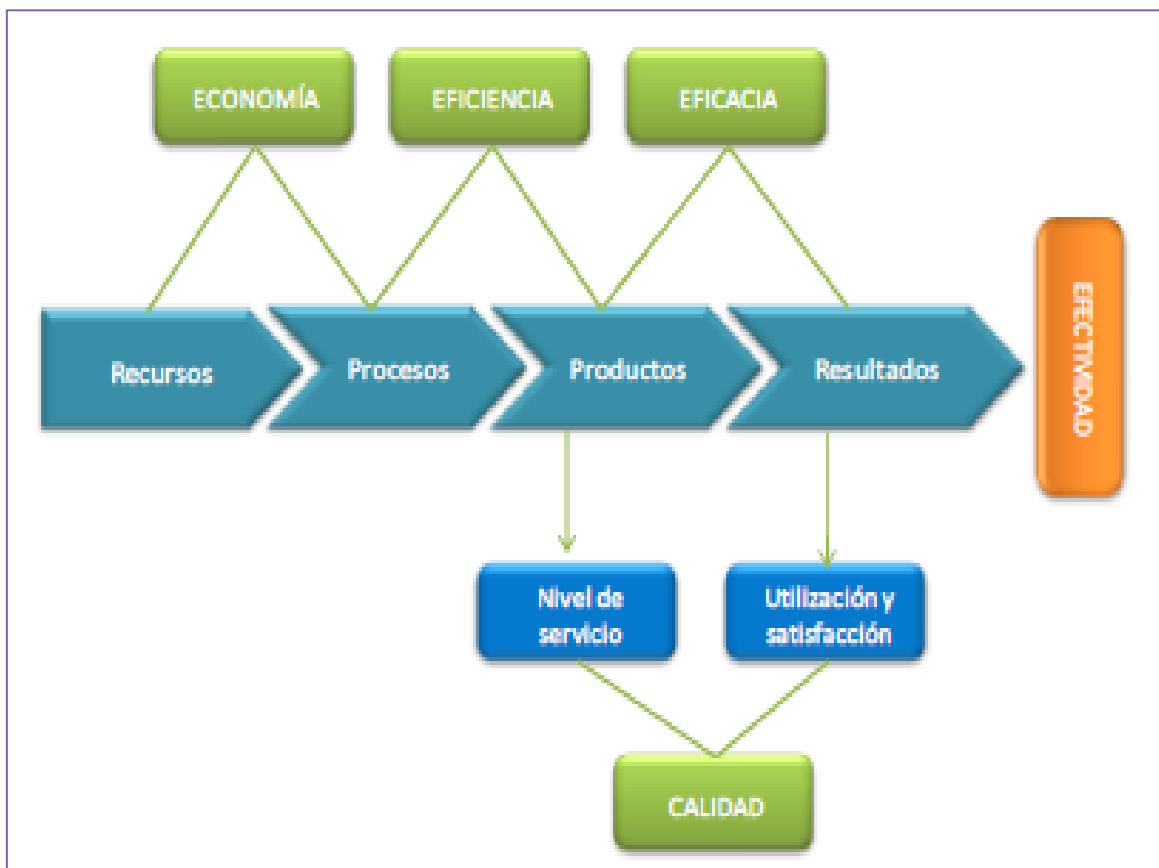 ECONOMÍA
EFICIENCIA
EFICACIA
Recursos
Procesos
Productos
Resultados
EFECTIVIDAD
Nivel de
servicio
Utilización y
satisfacción
CALIDAD